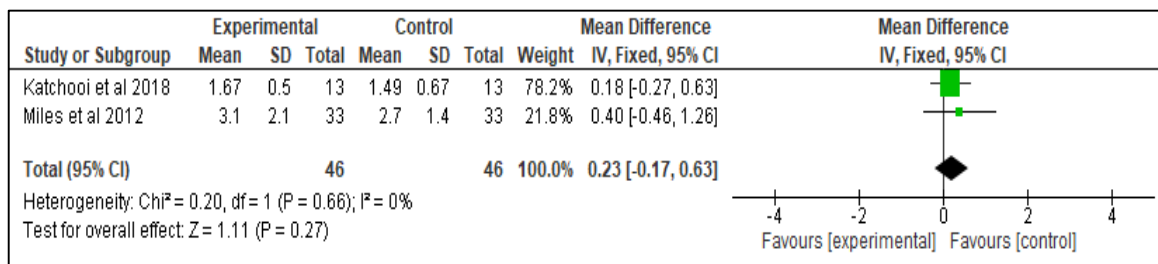 Experimental Control Mean Difference Mean Difference
Study or Subgroup Mean SD Total Mean SD Total Weight IV, Fixed, 95% CI IV, Fixed, 95% CI
Katchooi et al 2018 1.67 0.5 13 1.49 0.67 13 78.2% 0.18 [-0.27, 0.63]
Miles et al 2012 3.1 2.1 33 2.7 1.4 33 21.8% 0.40 [-0.46, 1.26]
Total (95% CI) 46 46 100.0% 0.23 [-0.17, 0.63]
Heterogeneity: Chi² = 0.20, df = 1 (P = 0.66); I² = 0%
Test for overall effect: Z = 1.11 (P = 0.27)
-4 -2 0 2 4
Favours [experimental] Favours [control]